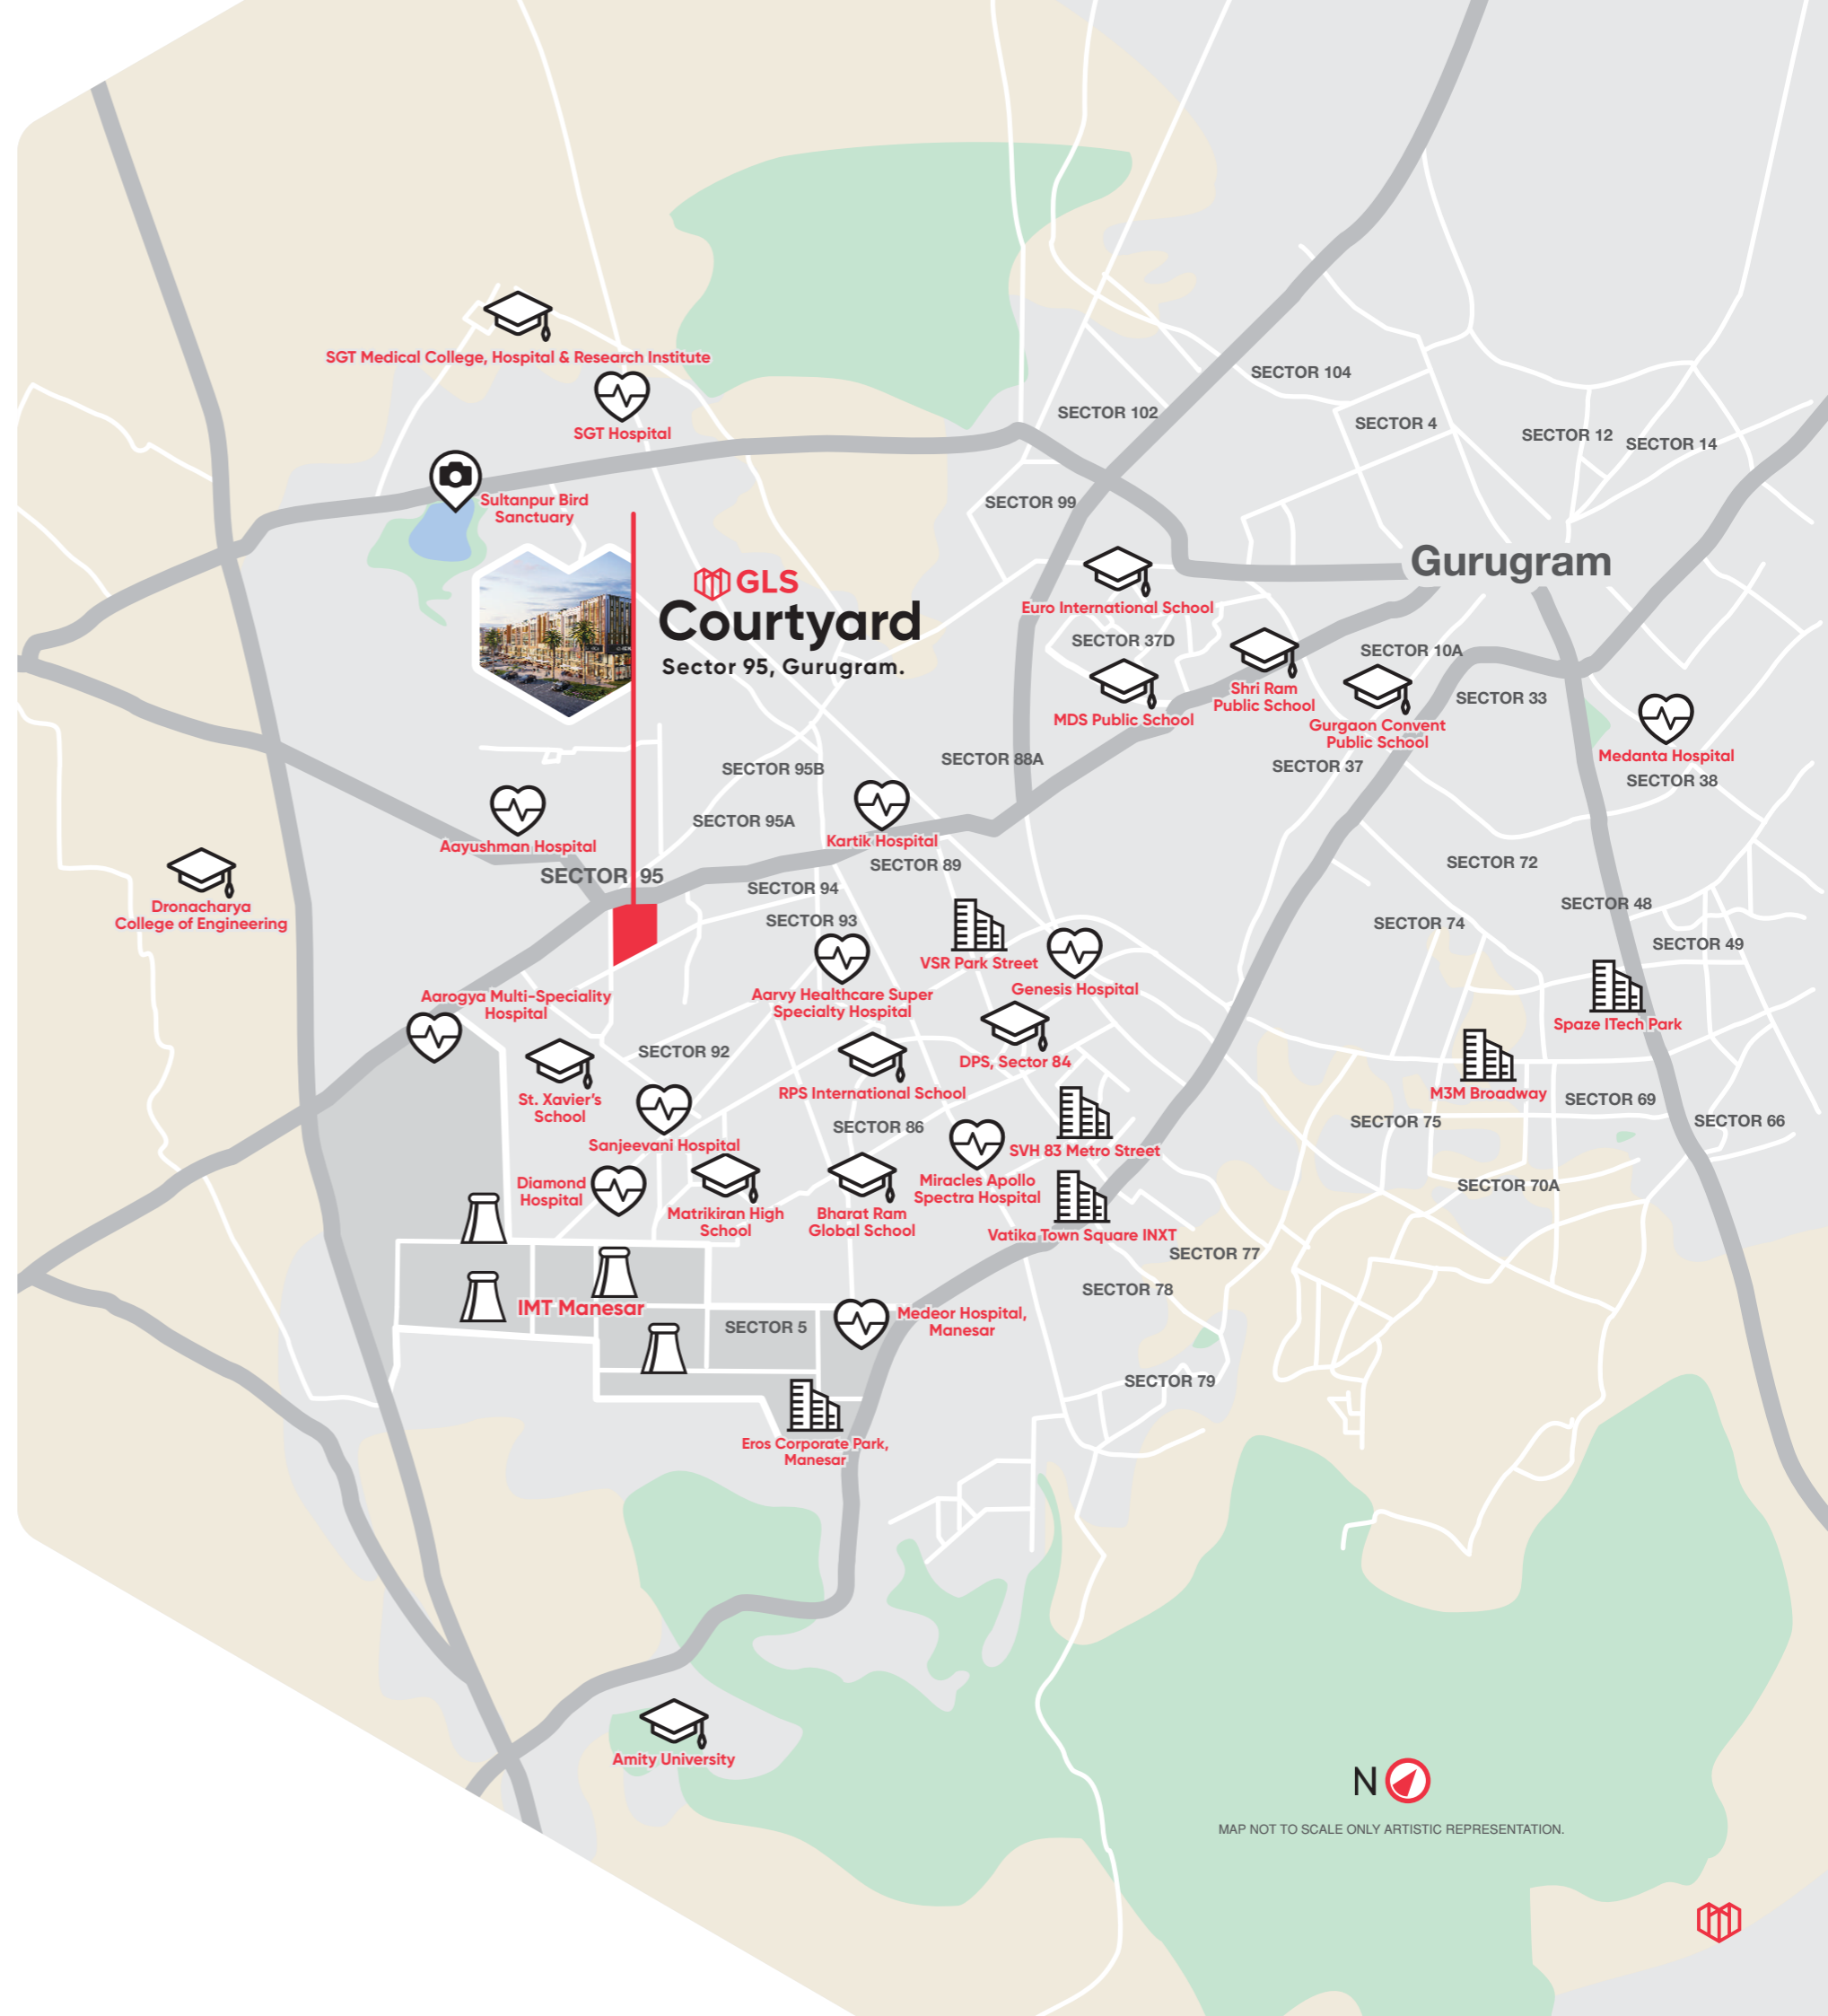 SGT Medical College, Hospital & Research Institute
SGT Hospital
SECTOR 104
SECTOR 102
SECTOR 4
SECTOR 12
SECTOR 14
Sultanpur Bird
Sanctuary
SECTOR 99
Gurugram
GLS
Courtyard
Sector 95, Gurugram.
Euro International School
SECTOR 37D
MDS Public School
Shri Ram
Public School
SECTOR 10A
Gurgaon Convent
Public School
SECTOR 33
Medanta Hospital
SECTOR 38
SECTOR 37
SECTOR 88A
SECTOR 95B
SECTOR 95A
Aayushman Hospital
Kartik Hospital
SECTOR 89
SECTOR 95
SECTOR 94
SECTOR 93
SECTOR 72
SECTOR 48
SECTOR 74
SECTOR 49
Dronacharya
College of Engineering
VSR Park Street
Genesis Hospital
Aarogya Multi-Speciality
Hospital
Aarvy Healthcare Super
Specialty Hospital
Spaze ITech Park
SECTOR 92
DPS, Sector 84
St. Xavier's
School
RPS International School
M3M Broadway
SECTOR 69
SECTOR 75
SECTOR 66
SECTOR 86
Sanjeevani Hospital
SVH 83 Metro Street
Diamond
Hospital
Matrikiran High
School
Bharat Ram
Global School
Miracles Apollo
Spectra Hospital
SECTOR 70A
Vatika Town Square INXT
SECTOR 77
SECTOR 78
IMT Manesar
SECTOR 5
Medeor Hospital,
Manesar
SECTOR 79
Eros Corporate Park,
Manesar
Amity University
N
MAP NOT TO SCALE ONLY ARTISTIC REPRESENTATION.